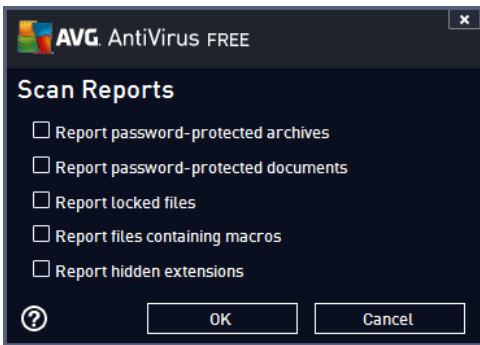 x
AVG. AntiVirus FREE
Scan Reports
Report password-protected archives
Report password-protected documents
Report locked files
Report files containing macros
Report hidden extensions
? OK Cancel